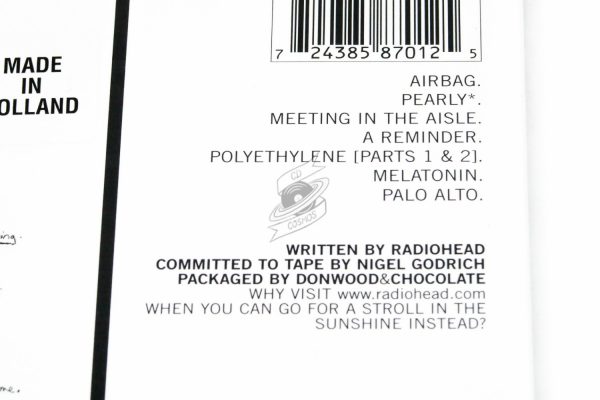 MADE
IN
OLLAND
7 24385 87012 5
AIRBAG.
PEARLY*.
MEETING IN THE AISLE.
A REMINDER.
POLYETHYLENE [PARTS 1 & 2].
MELATONIN.
PALO ALTO.
CD
COSMOS
WRITTEN BY RADIOHEAD
COMMITTED TO TAPE BY NIGEL GODRICH
PACKAGED BY DONWOOD&CHOCOLATE
WHY VISIT www.radiohead.com
WHEN YOU CAN GO FOR A STROLL IN THE
SUNSHINE INSTEAD?